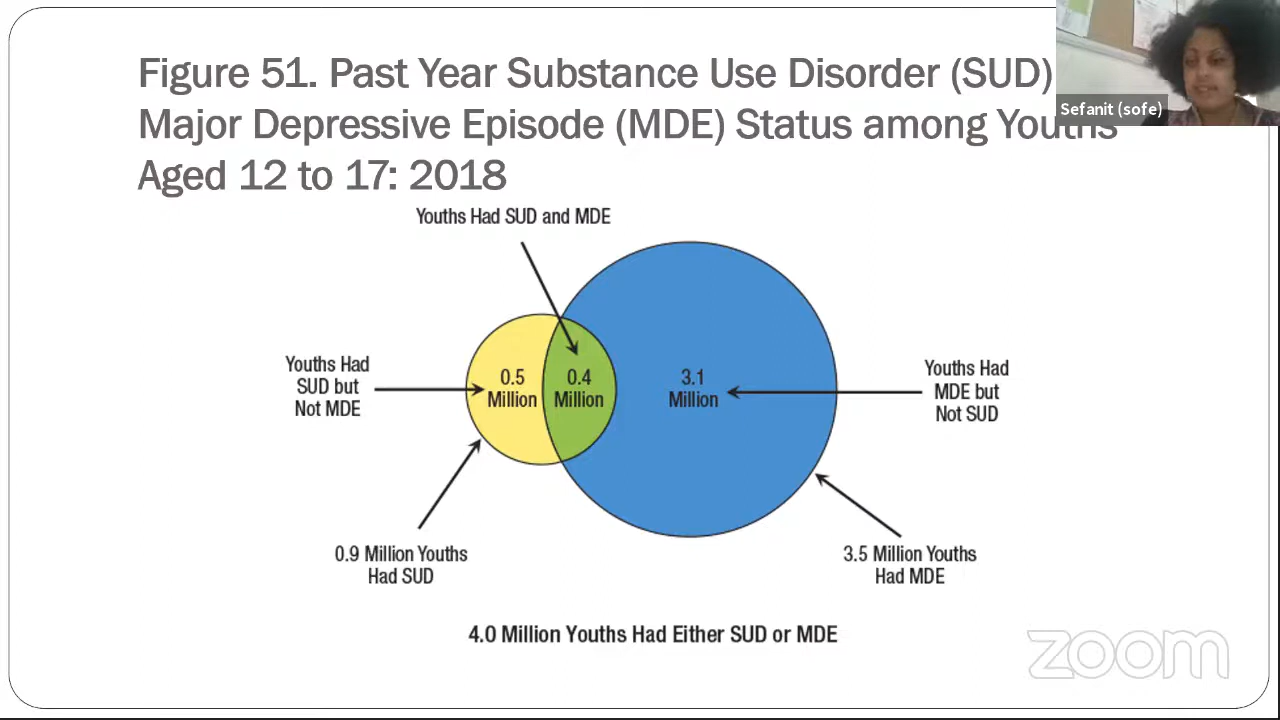 Figure 51. Past Year Substance Use Disorder (SUD)
Major Depressive Episode (MDE) Status among Youths
Aged 12 to 17: 2018
Sefanit (sofe)
Youths Had SUD and MDE
Youths Had
SUD but
Not MDE
0.5
Million
0.4
Million
3.1
Million
Youths Had
MDE but
Not SUD
0.9 Million Youths
Had SUD
3.5 Million Youths
Had MDE
4.0 Million Youths Had Either SUD or MDE
zoom